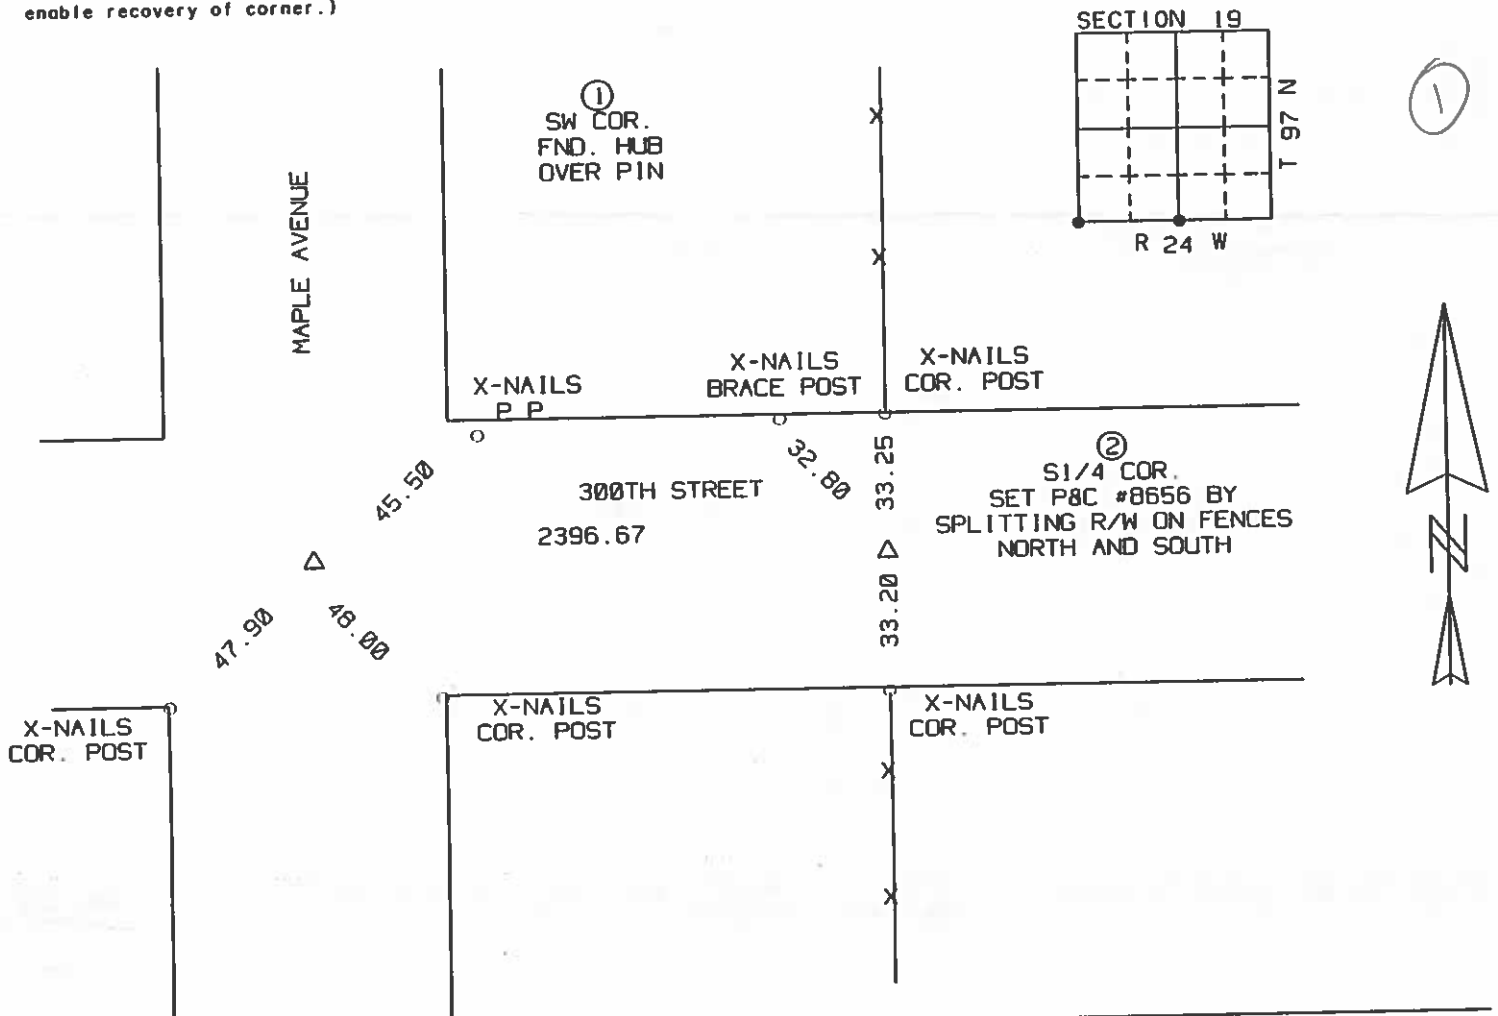 enable recovery of corner.)
SECTION 19
T 97 N
R 24 W
1
1
SW COR.
FND. HUB
OVER PIN
MAPLE AVENUE
X-NAILS
P P
X-NAILS
BRACE POST
X-NAILS
COR. POST
45.50
32.80
33.25
300TH STREET
2396.67
2
S1/4 COR.
SET P&C #8656 BY
SPLITTING R/W ON FENCES
NORTH AND SOUTH
N
47.90
48.00
33.20
X-NAILS
COR. POST
X-NAILS
COR. POST
X-NAILS
COR. POST